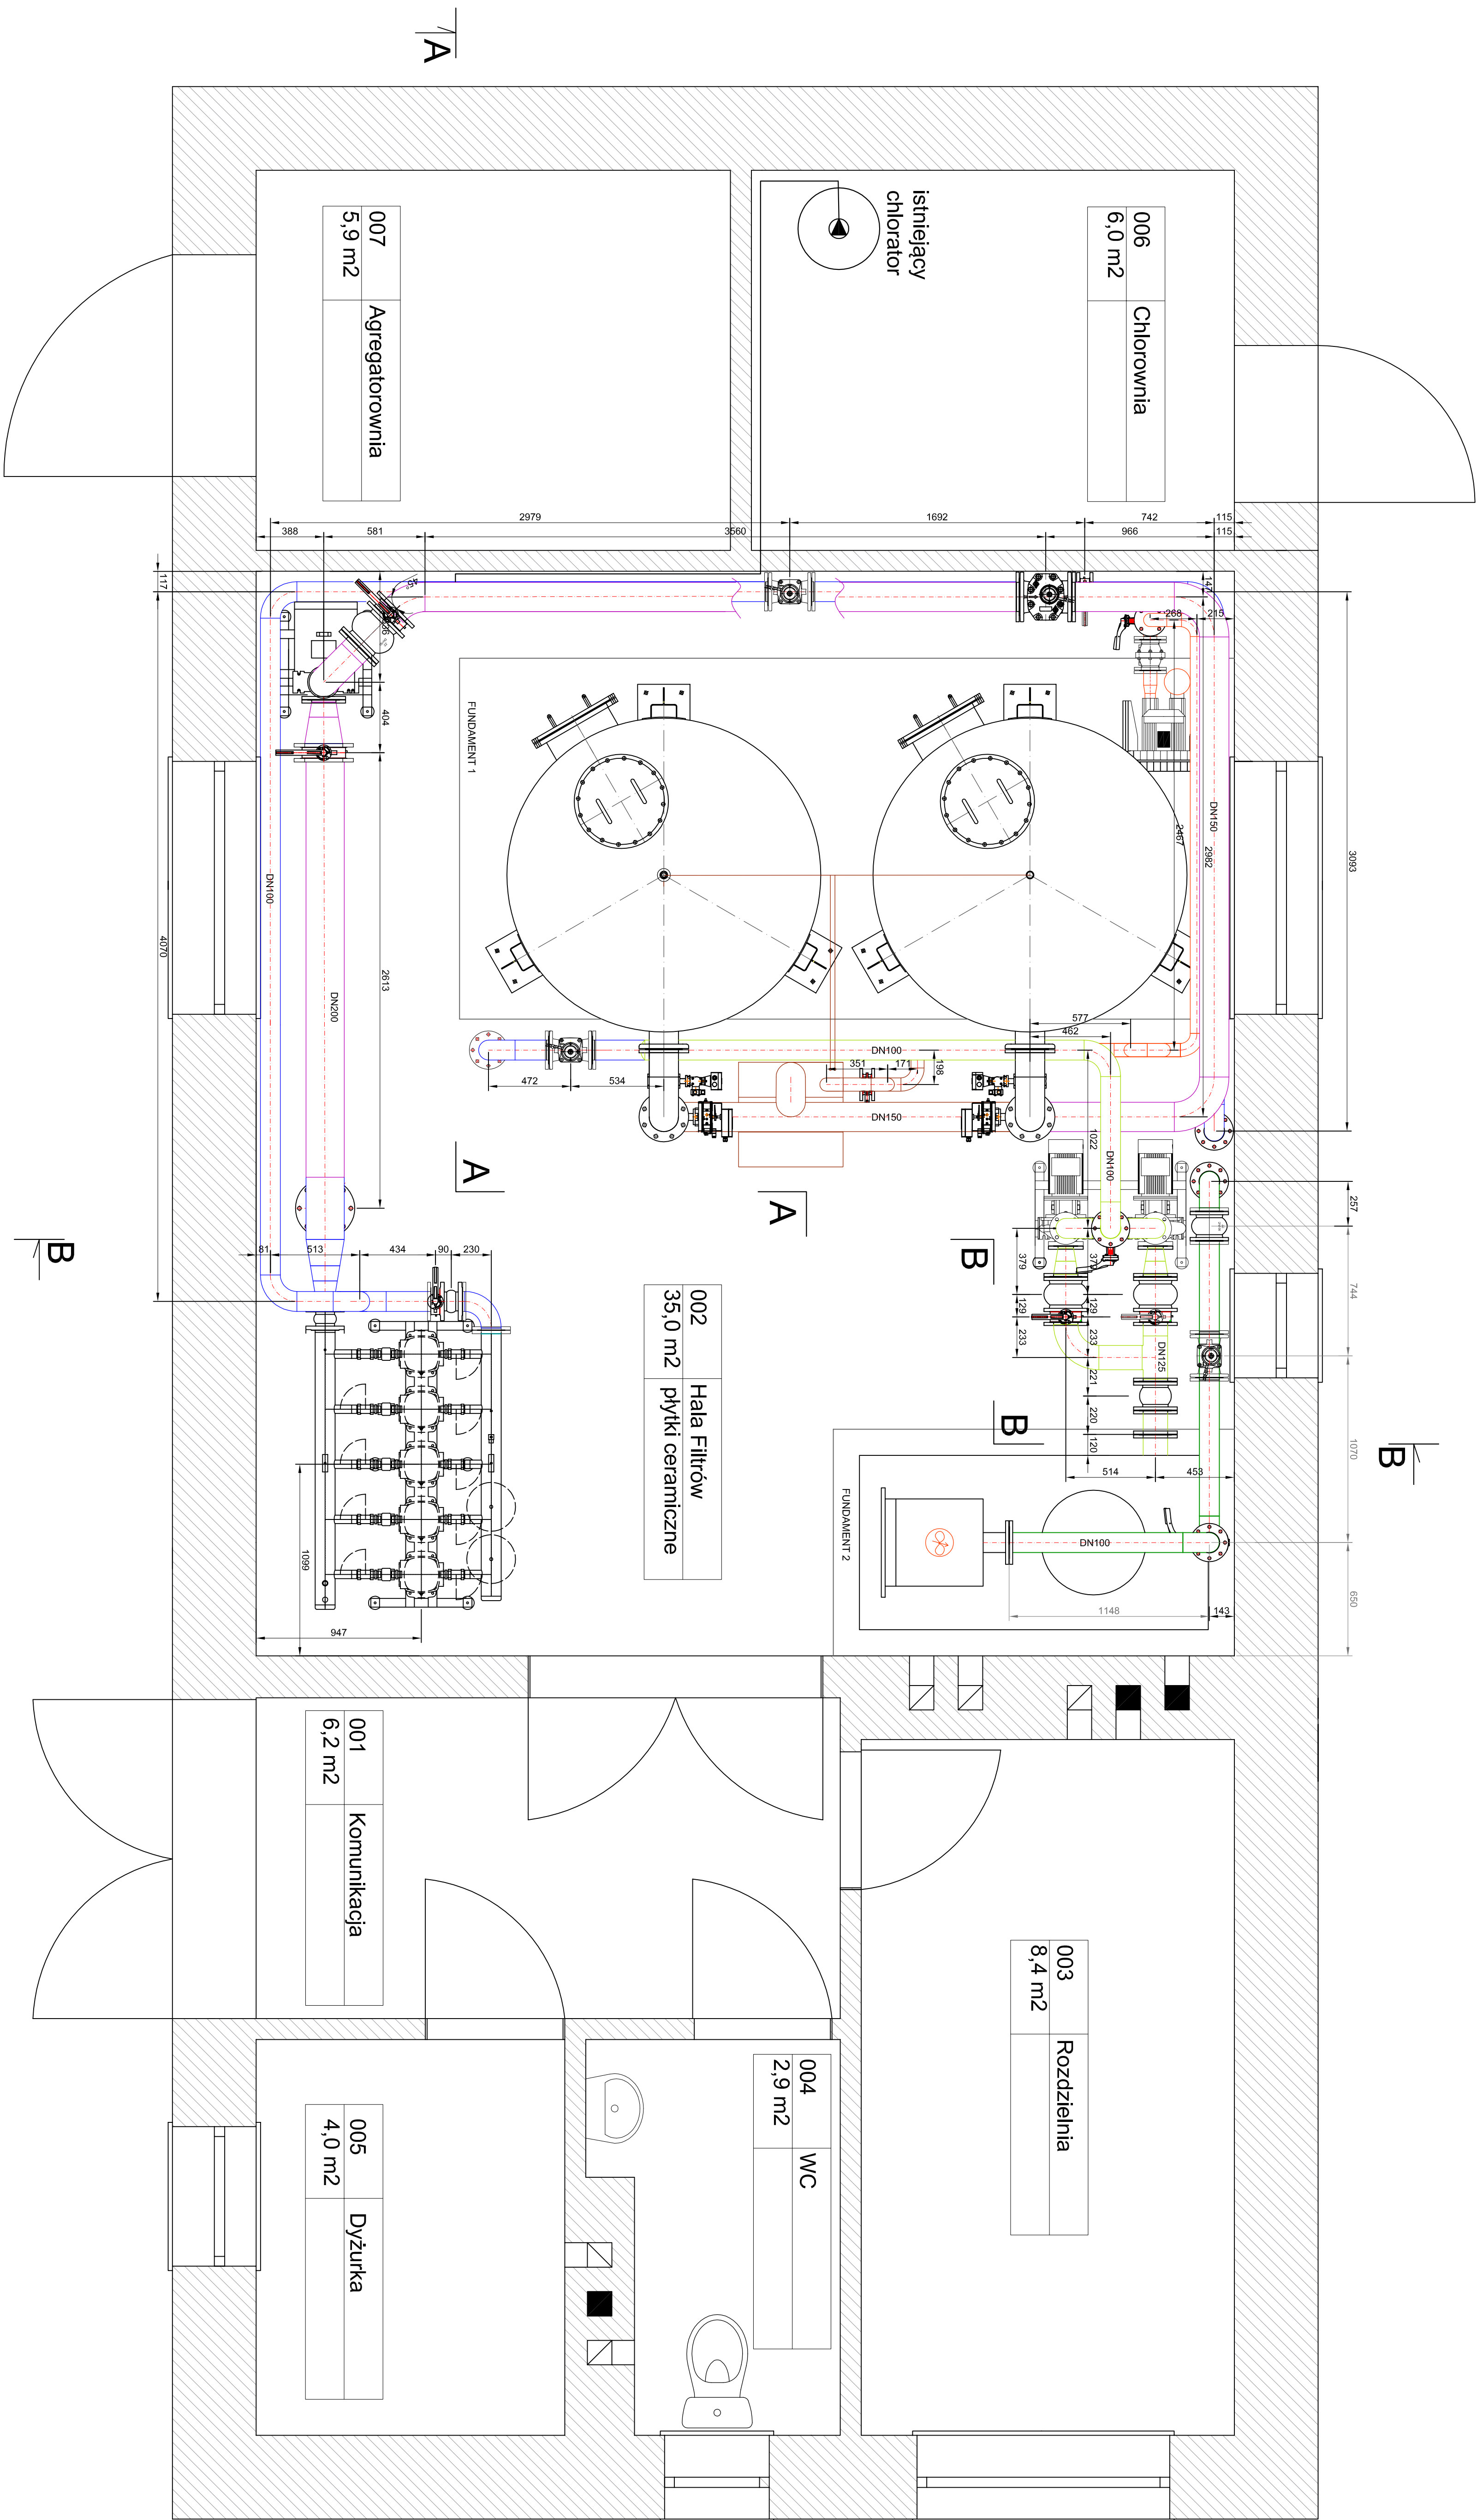 A
A
007
5,9 m2
Agregatorownia
istniejący
chlorator
006
6,0 m2
Chlorownia
2979
1692
742
115
388
581
3560
966
115
117
147
268
215
404
FUNDAMENT 1
DN150
2467
2982
3093
DN100
4070
DN200
2613
577
462
DN100
351
171
198
472
534
DN150
1022
DN100
257
A
A
B
B
81
513
434
90
230
379
129
233
129
233
221
220
120
DN125
744
1070
650
B
B
514
453
002
35,0 m2
Hala Filtrów
płytki ceramiczne
FUNDAMENT 2
DN100
1148
143
1099
947
001
6,2 m2
Komunikacja
003
8,4 m2
Rozdzielnia
004
2,9 m2
WC
005
4,0 m2
Dyżurka